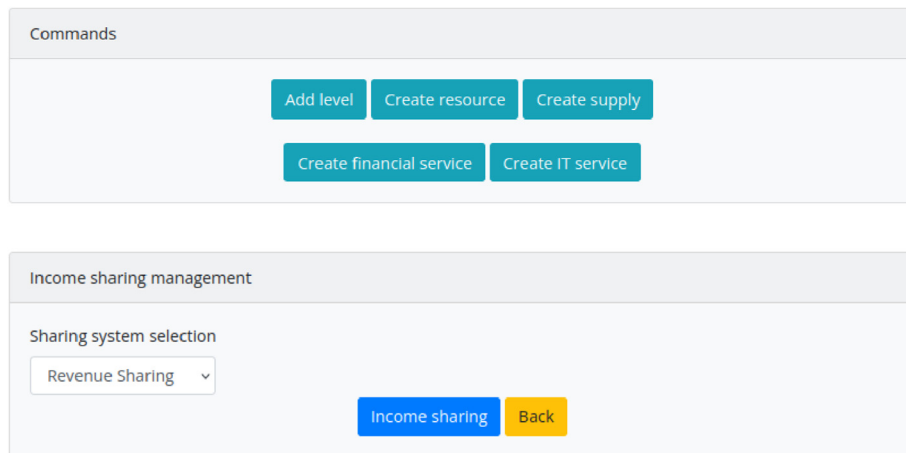 Commands
Add level Create resource Create supply
Create financial service Create IT service
Income sharing management
Sharing system selection
Revenue Sharing
Income sharing Back